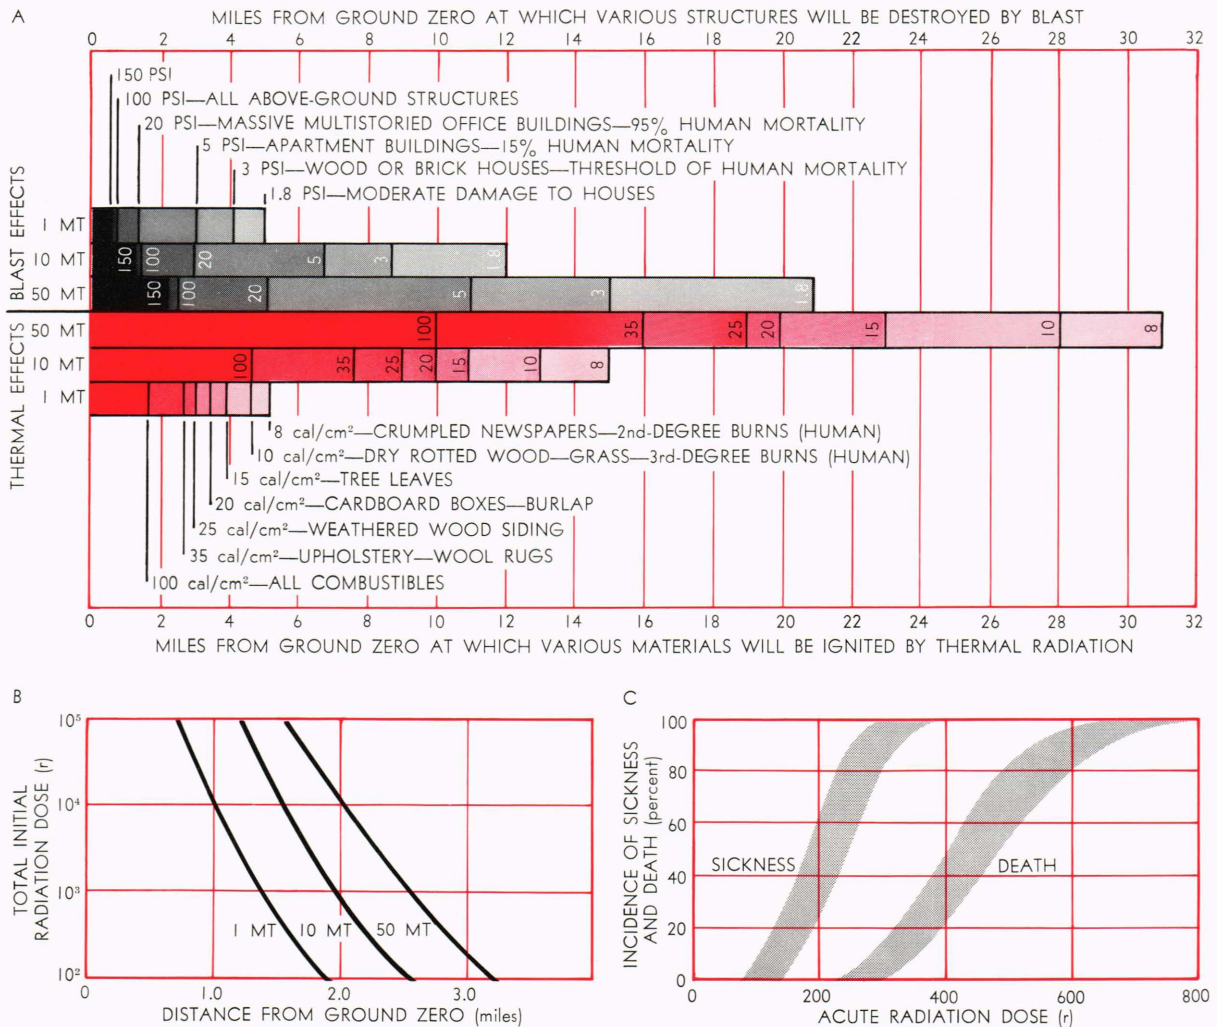 A
MILES FROM GROUND ZERO AT WHICH VARIOUS STRUCTURES WILL BE DESTROYED BY BLAST
0 2 4 6 8 10 12 14 16 18 20 22 24 26 28 30 32
150 PSI
100 PSI—ALL ABOVE-GROUND STRUCTURES
20 PSI—MASSIVE MULTISTORIED OFFICE BUILDINGS—95% HUMAN MORTALITY
5 PSI—APARTMENT BUILDINGS—15% HUMAN MORTALITY
3 PSI—WOOD OR BRICK HOUSES—THRESHOLD OF HUMAN MORTALITY
1.8 PSI—MODERATE DAMAGE TO HOUSES
BLAST EFFECTS
1 MT
10 MT 150 100 20 5 3 1.8
50 MT 150 100 20 5 3 1.8
THERMAL EFFECTS
50 MT 100 35 25 20 15 10 8
10 MT 100 35 25 20 15 10 8
1 MT
8 cal/cm²—CRUMPLED NEWSPAPERS—2nd-DEGREE BURNS (HUMAN)
10 cal/cm²—DRY ROTTED WOOD—GRASS—3rd-DEGREE BURNS (HUMAN)
15 cal/cm²—TREE LEAVES
20 cal/cm²—CARDBOARD BOXES—BURLAP
25 cal/cm²—WEATHERED WOOD SIDING
35 cal/cm²—UPHOLSTERY—WOOL RUGS
100 cal/cm²—ALL COMBUSTIBLES
0 2 4 6 8 10 12 14 16 18 20 22 24 26 28 30 32
MILES FROM GROUND ZERO AT WHICH VARIOUS MATERIALS WILL BE IGNITED BY THERMAL RADIATION
B
TOTAL INITIAL
RADIATION DOSE (r)
10⁵
10⁴
10³
10²
1 MT 10 MT 50 MT
0 1.0 2.0 3.0
DISTANCE FROM GROUND ZERO (miles)
C
INCIDENCE OF SICKNESS
AND DEATH (percent)
100
80
60
40
20
0
SICKNESS
DEATH
0 200 400 600 800
ACUTE RADIATION DOSE (r)